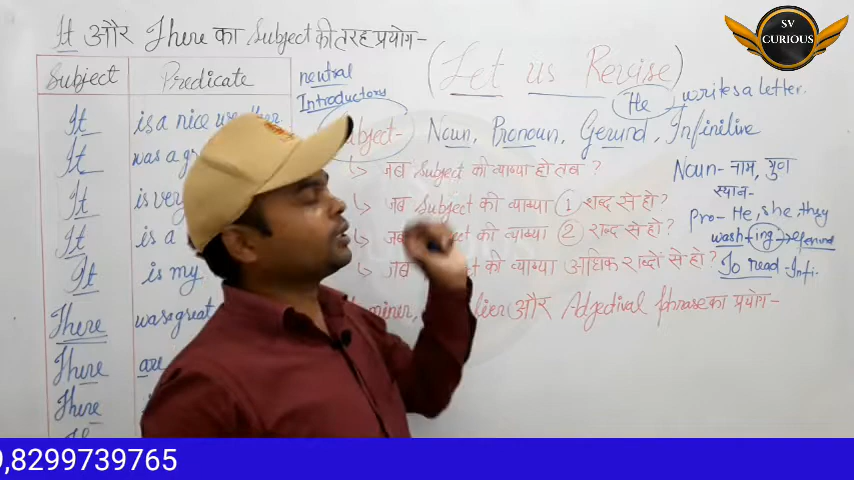 It और There का Subject की तरह प्रयोग-
Subject Predicate
It is a nice weather
It was a
It is very
It is a
It is my
There was a great
There are
There
neutral
Introductory
(Let us Revise)
He writes a letter.
Subject- Noun, Pronoun, Gerund, Infinitive
जब Subject की व्याख्या हो तब ?
जब Subject की व्याख्या 1 शब्द से हो ?
जब की व्याख्या 2 शब्द से हो ?
की व्याख्या अधिक शब्दों से हो ?
और Adjectival phrase का प्रयोग-
Noun- नाम, गुण
स्थान-
Pro- He, she, they
wash+ing-gerund
To read-Infi.
SV
CURIOUS
,8299739765